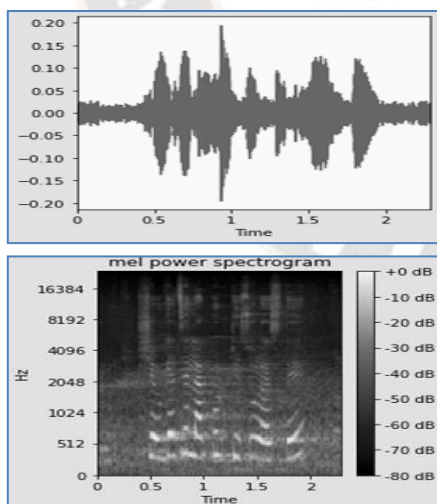 0.20
0.15
0.10
0.05
0.00
−0.05
−0.10
−0.15
−0.20
0 0.5 1 1.5 2
Time
mel power spectrogram
Hz
16384
8192
4096
2048
1024
512
0
0 0.5 1 1.5 2
Time
+0 dB
-10 dB
-20 dB
-30 dB
-40 dB
-50 dB
-60 dB
-70 dB
-80 dB